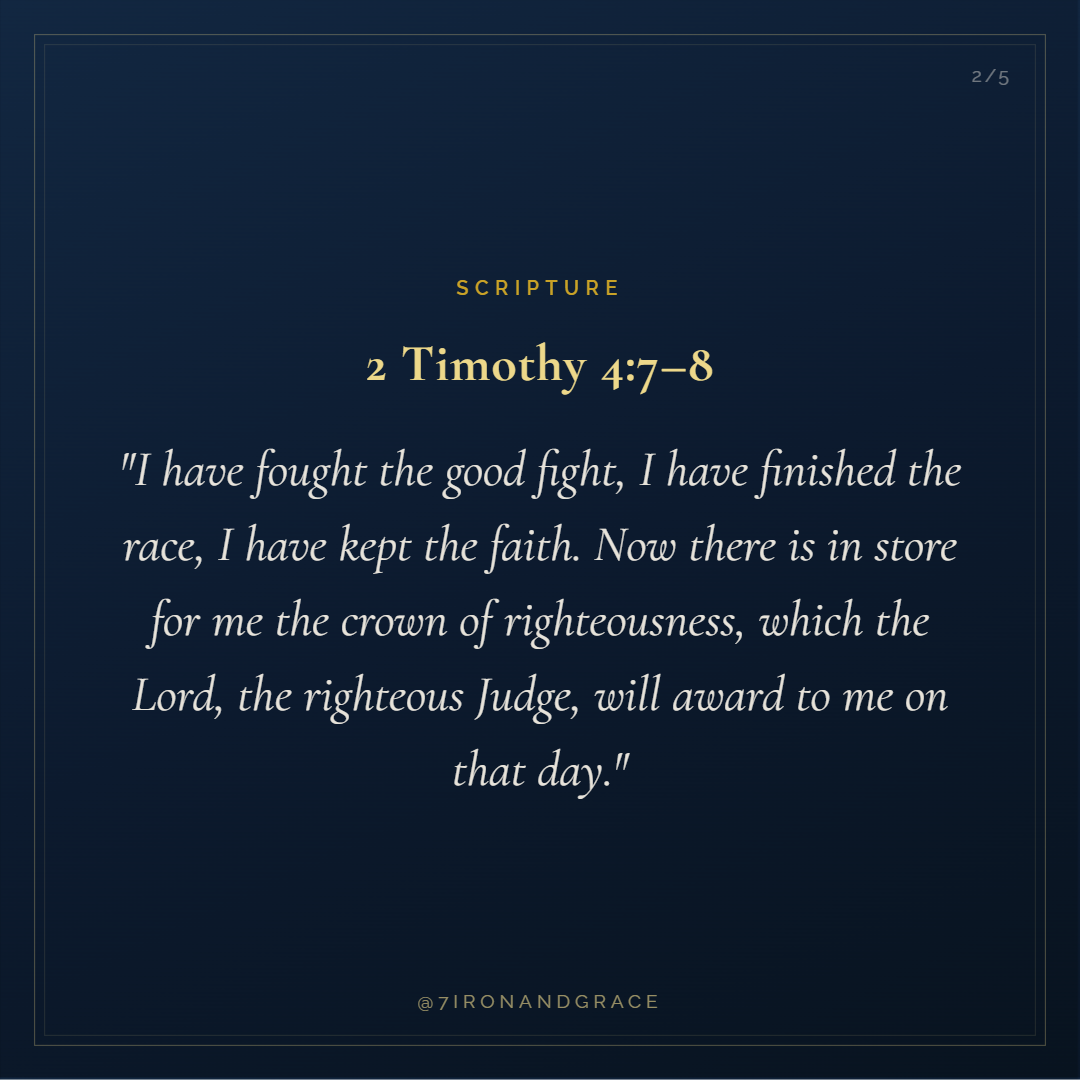 2/5
SCRIPTURE
2 Timothy 4:7–8
"I have fought the good fight, I have finished the
race, I have kept the faith. Now there is in store
for me the crown of righteousness, which the
Lord, the righteous Judge, will award to me on
that day."
@7IRONANDGRACE